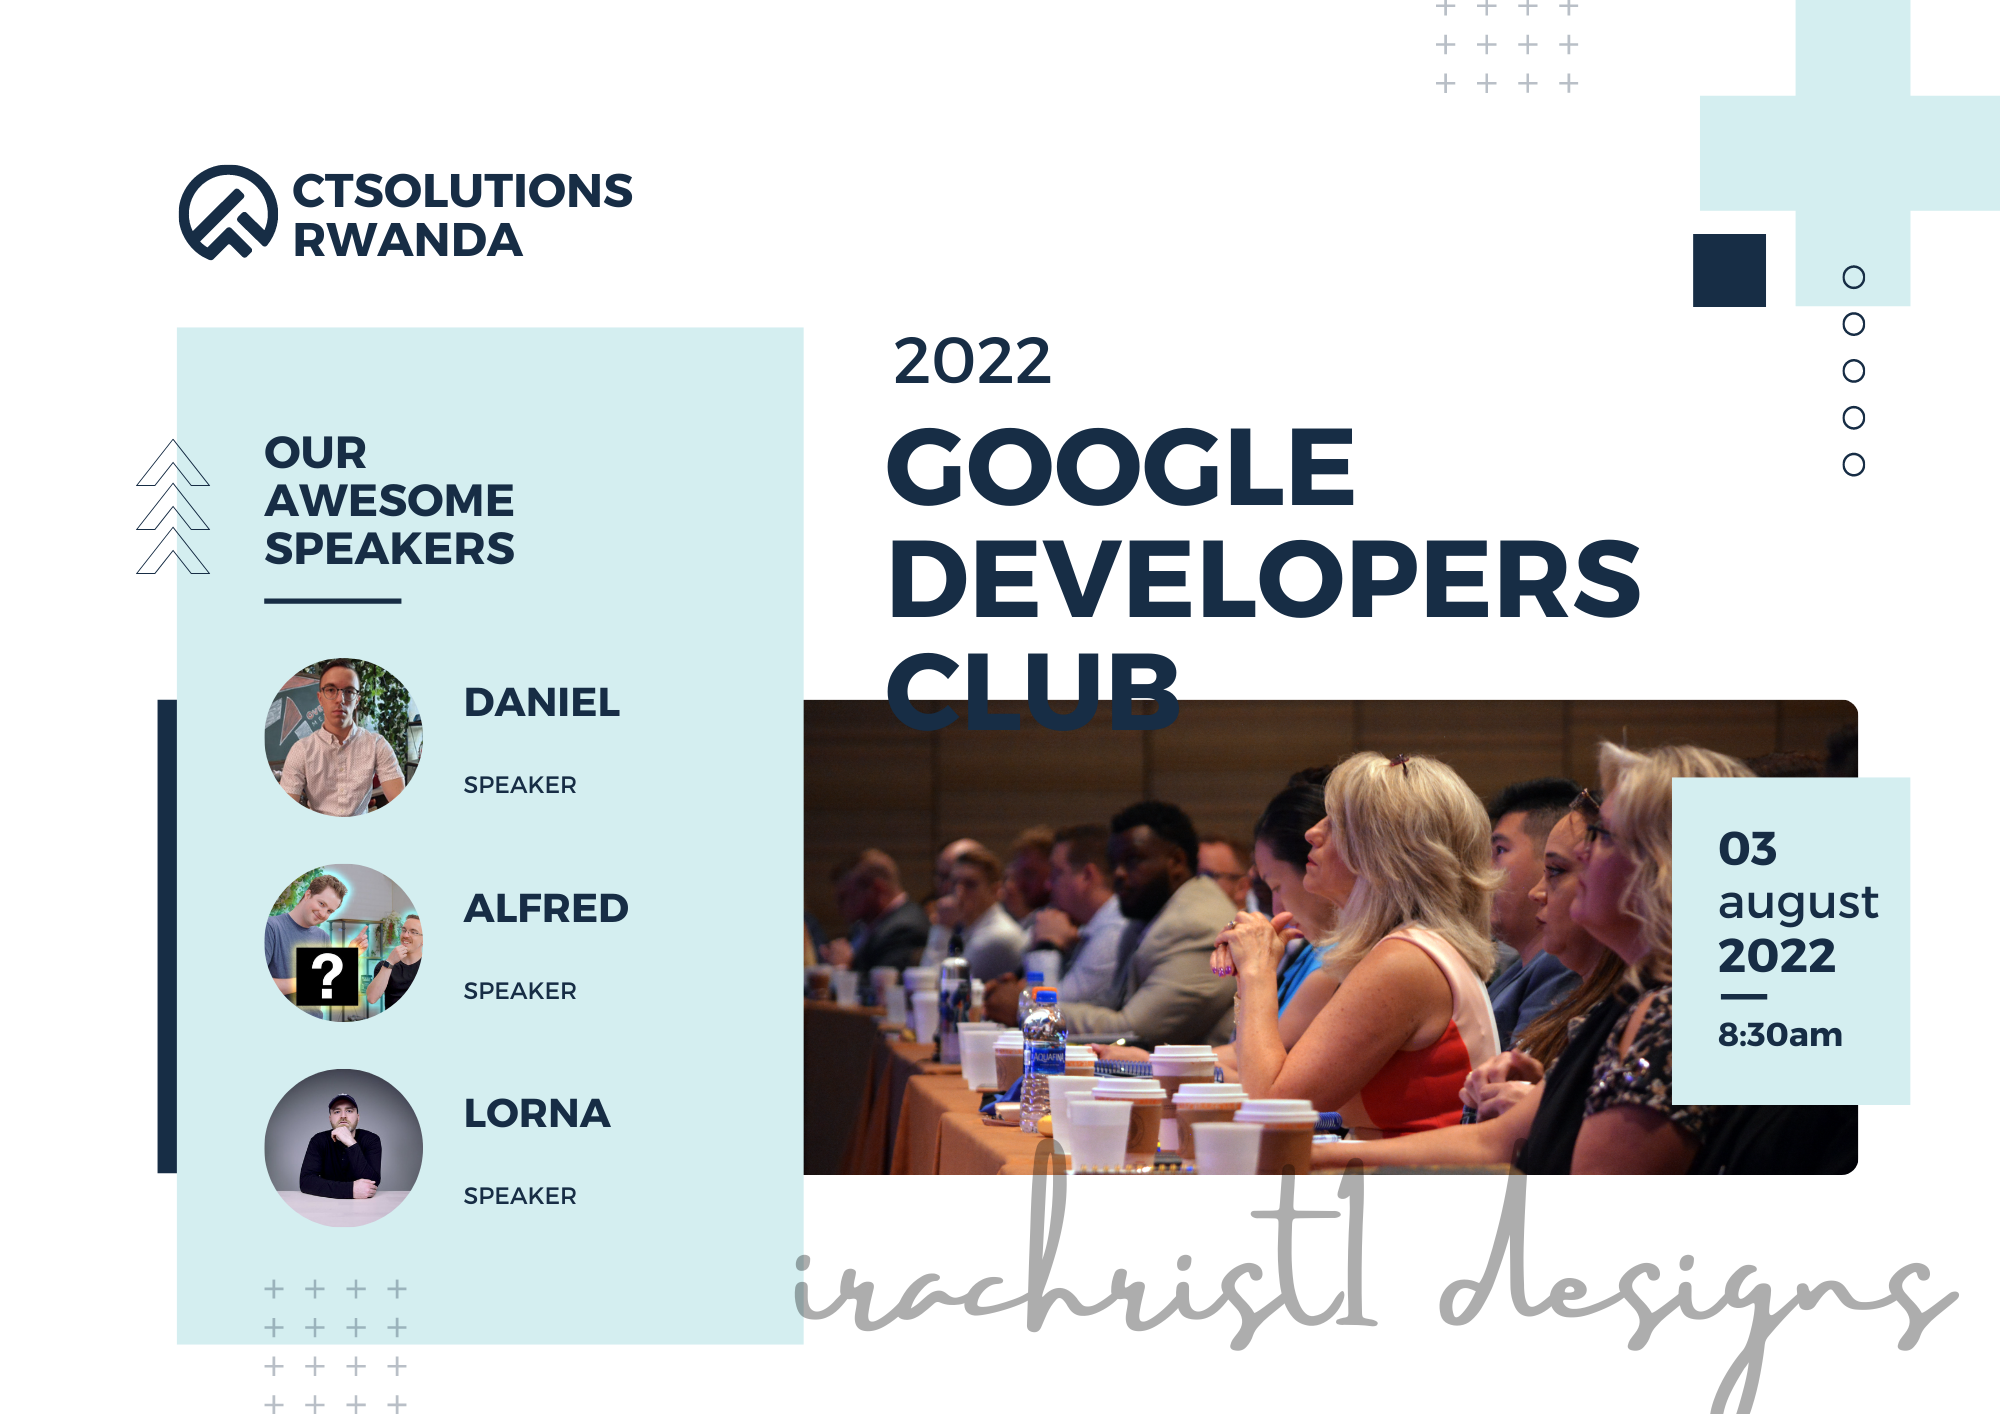 CTSOLUTIONS
RWANDA
OUR
AWESOME
SPEAKERS
DANIEL
SPEAKER
ALFRED
SPEAKER
?
LORNA
SPEAKER
2022
GOOGLE
DEVELOPERS
CLUB
AQUAFINA
03
august
2022
8:30am
irachrist1 designs